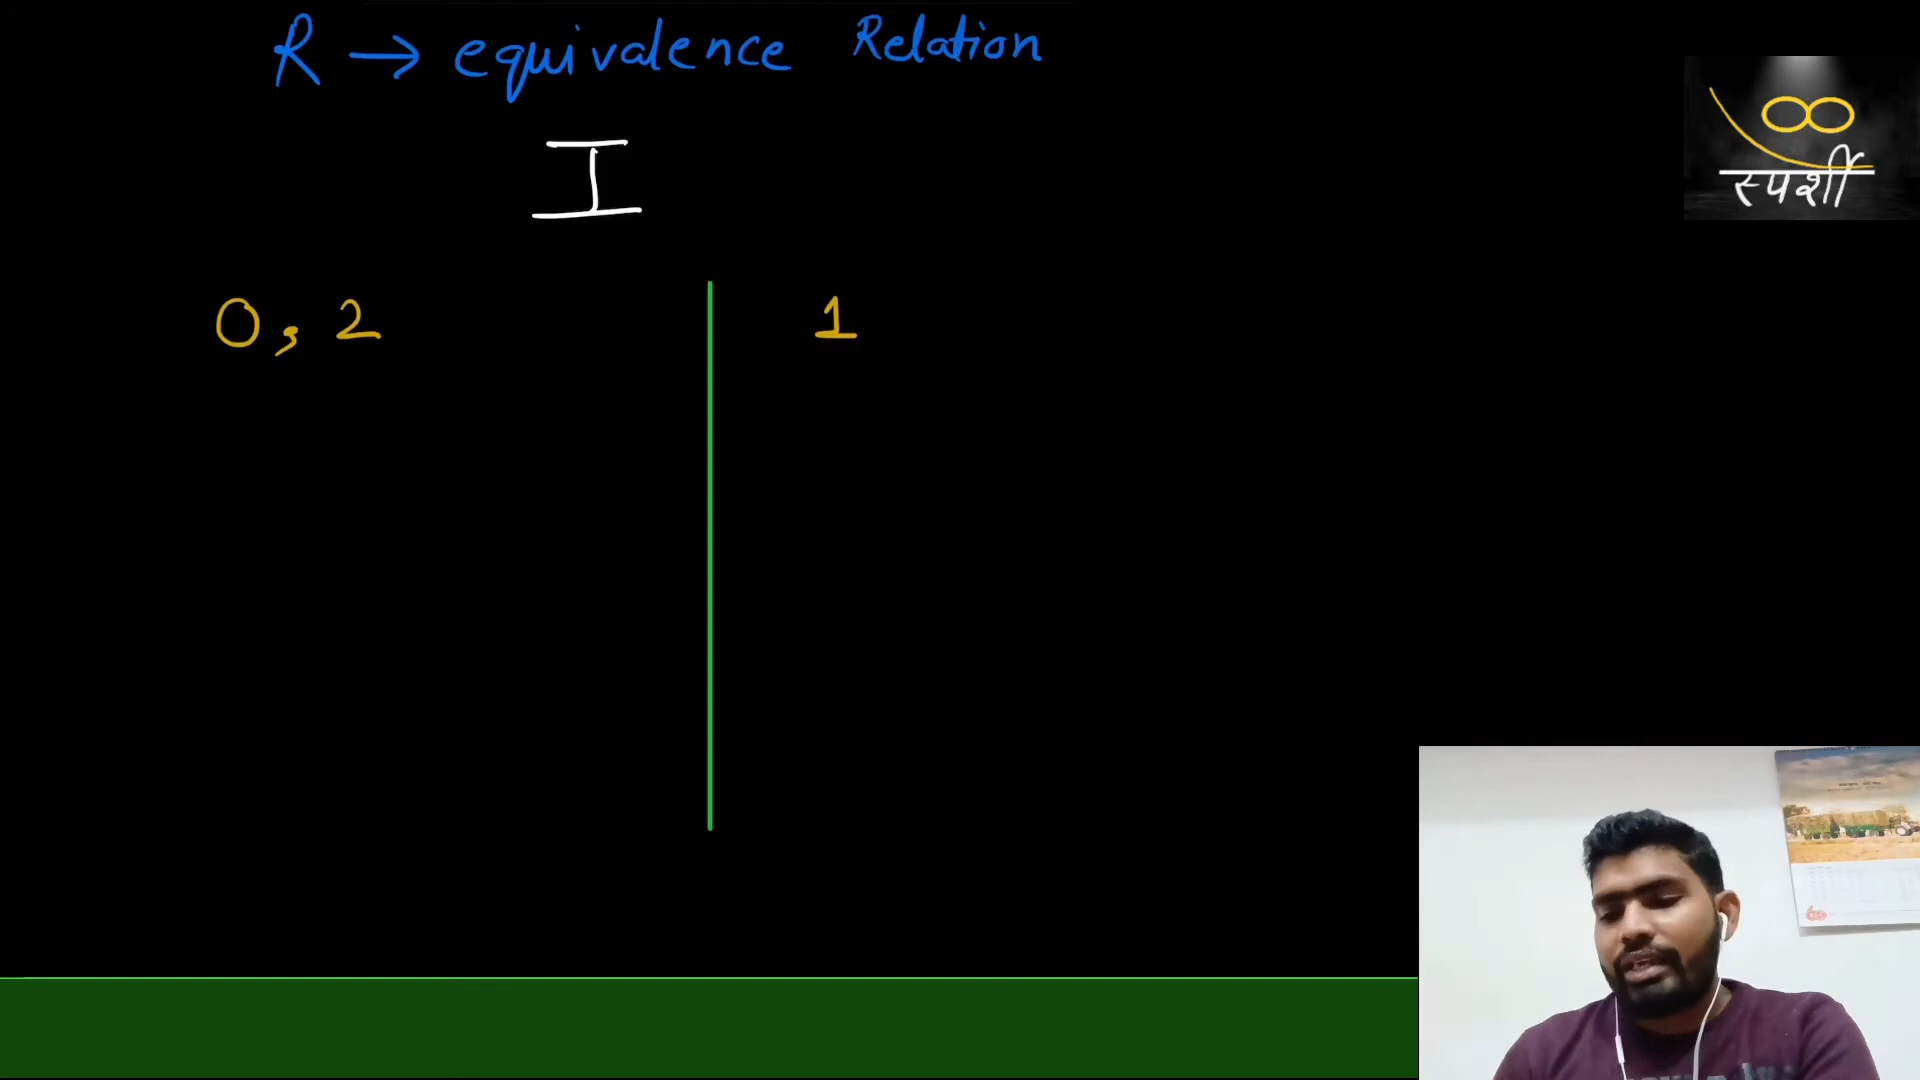 R → equivalence Relation
I
0, 2
1
स्पर्शी